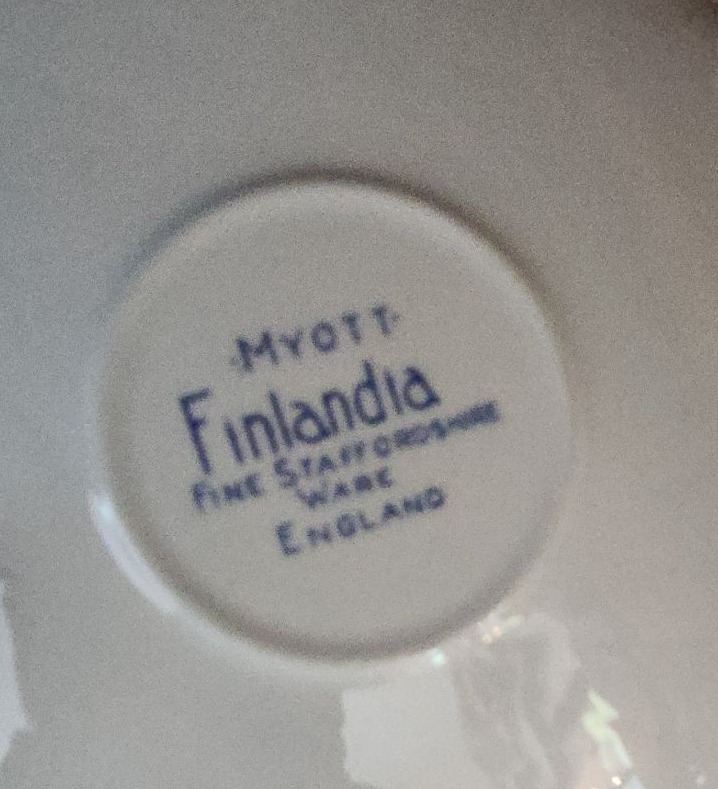 ·MYOTT·
Finlandia
FINE STAFFORDSHIRE
WARE
ENGLAND